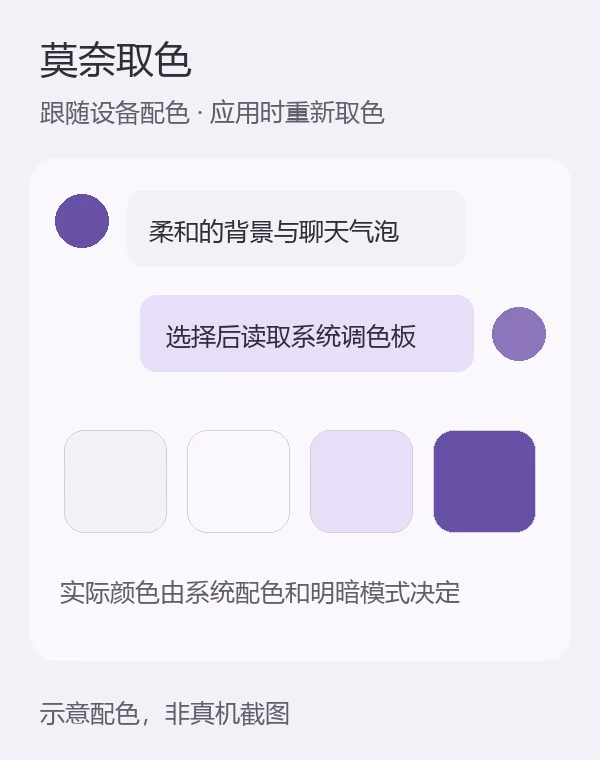 莫奈取色
跟随设备配色 · 应用时重新取色
柔和的背景与聊天气泡
选择后读取系统调色板
实际颜色由系统配色和明暗模式决定
示意配色，非真机截图